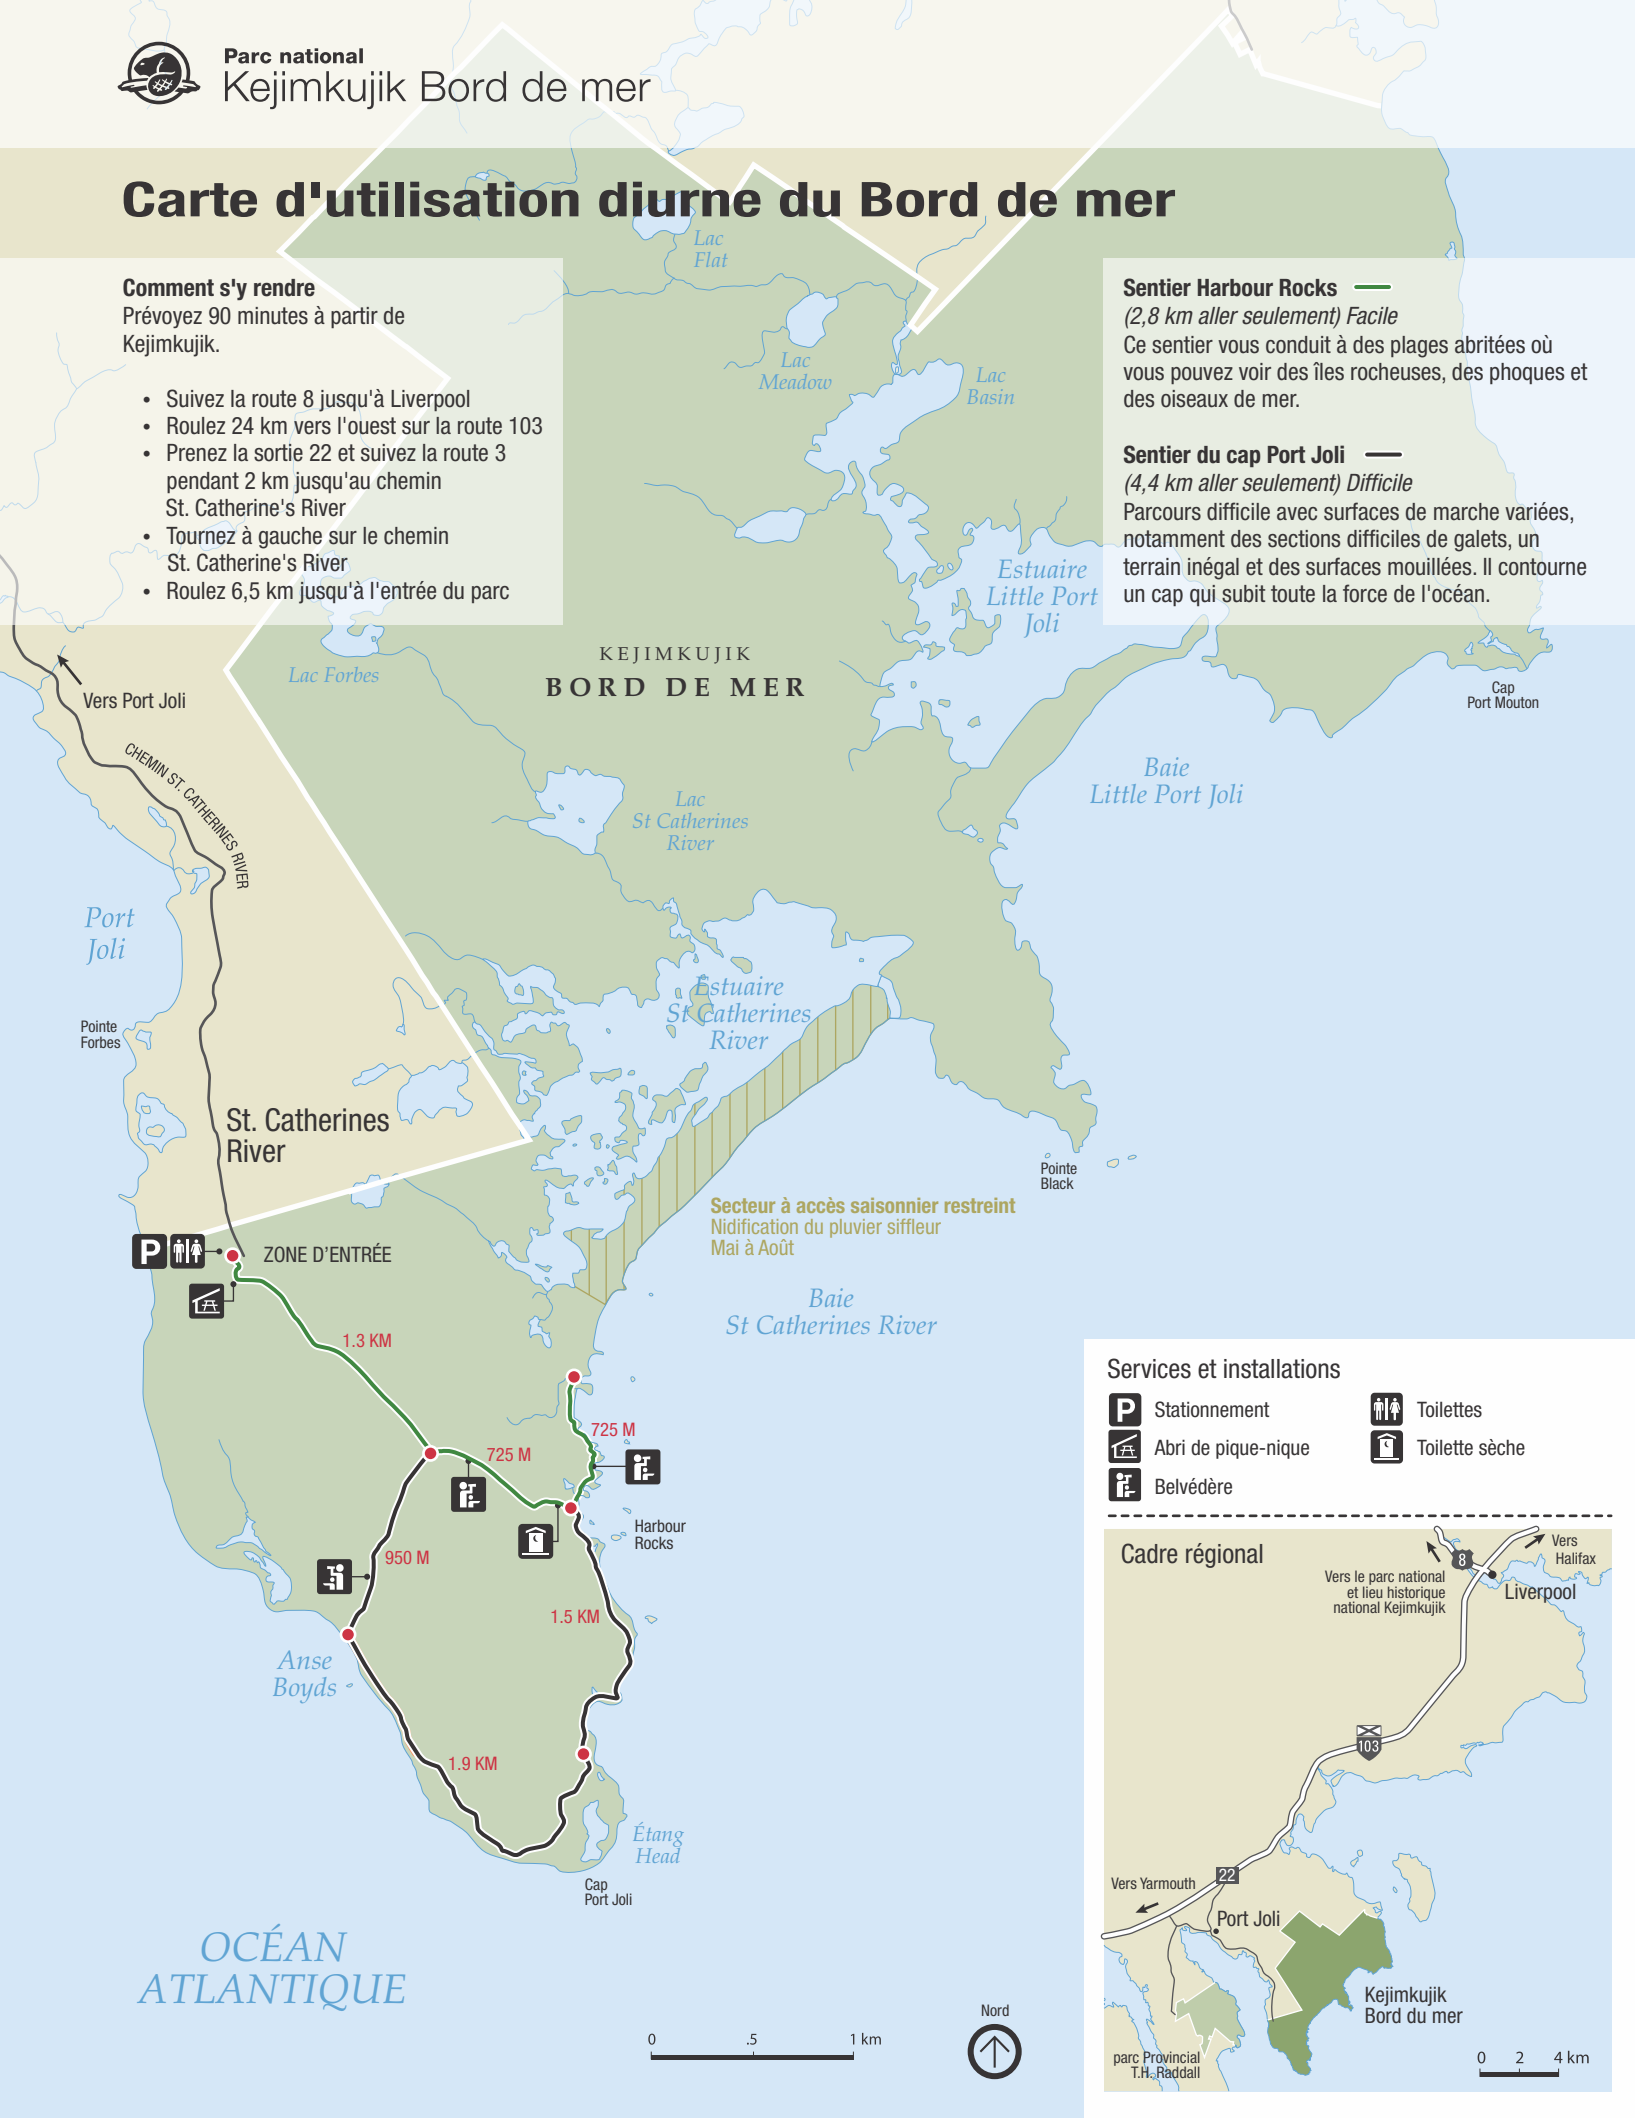 Parc national
Kejimkujik Bord de mer
Carte d'utilisation diurne du Bord de mer
Comment s'y rendre
Prévoyez 90 minutes à partir de
Kejimkujik.
• Suivez la route 8 jusqu'à Liverpool
• Roulez 24 km vers l'ouest sur la route 103
• Prenez la sortie 22 et suivez la route 3
pendant 2 km jusqu'au chemin
St. Catherine's River
• Tournez à gauche sur le chemin
St. Catherine's River
• Roulez 6,5 km jusqu'à l'entrée du parc
Sentier Harbour Rocks
(2,8 km aller seulement) Facile
Ce sentier vous conduit à des plages abritées où
vous pouvez voir des îles rocheuses, des phoques et
des oiseaux de mer.
Sentier du cap Port Joli
(4,4 km aller seulement) Difficile
Parcours difficile avec surfaces de marche variées,
notamment des sections difficiles de galets, un
terrain inégal et des surfaces mouillées. Il contourne
un cap qui subit toute la force de l'océan.
Lac
Flat
Lac
Meadow
Lac
Basin
Estuaire
Little Port
Joli
KEJIMKUJIK
BORD DE MER
Lac Forbes
Vers Port Joli
CHEMIN ST. CATHERINES RIVER
Cap
Port Mouton
Baie
Little Port Joli
Lac
St Catherines
River
Port
Joli
Estuaire
St Catherines
River
Pointe
Forbes
St. Catherines
River
Pointe
Black
Secteur à accès saisonnier restreint
Nidification du pluvier siffleur
Mai à Août
P
ZONE D'ENTRÉE
Baie
St Catherines River
1.3 KM
725 M
725 M
Harbour
Rocks
950 M
1.5 KM
Anse
Boyds
1.9 KM
Étang
Head
Cap
Port Joli
OCÉAN
ATLANTIQUE
0 .5 1 km
Nord
Services et installations
P Stationnement
Toilettes
Abri de pique-nique
Toilette sèche
Belvédère
Cadre régional
8
Vers
Halifax
Vers le parc national
et lieu historique
national Kejimkujik
Liverpool
103
22
Vers Yarmouth
Port Joli
Kejimkujik
Bord du mer
parc Provincial
T.H. Raddall
0 2 4 km